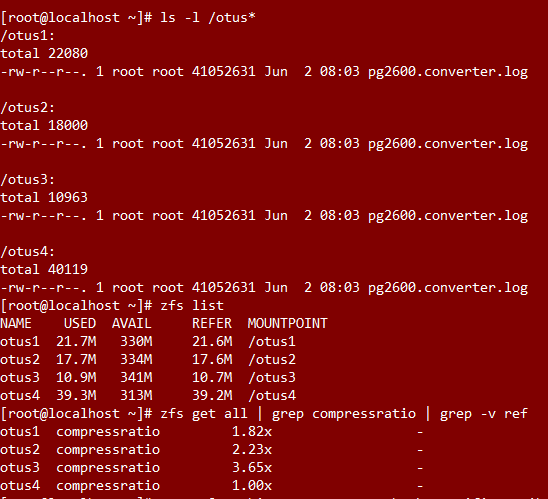 [root@localhost ~]# ls -l /otus*
/otus1:
total 22080
-rw-r--r--. 1 root root 41052631 Jun  2 08:03 pg2600.converter.log

/otus2:
total 18000
-rw-r--r--. 1 root root 41052631 Jun  2 08:03 pg2600.converter.log

/otus3:
total 10963
-rw-r--r--. 1 root root 41052631 Jun  2 08:03 pg2600.converter.log

/otus4:
total 40119
-rw-r--r--. 1 root root 41052631 Jun  2 08:03 pg2600.converter.log
[root@localhost ~]# zfs list
NAME    USED  AVAIL     REFER  MOUNTPOINT
otus1  21.7M   330M     21.6M  /otus1
otus2  17.7M   334M     17.6M  /otus2
otus3  10.9M   341M     10.7M  /otus3
otus4  39.3M   313M     39.2M  /otus4
[root@localhost ~]# zfs get all | grep compressratio | grep -v ref
otus1  compressratio         1.82x                  -
otus2  compressratio         2.23x                  -
otus3  compressratio         3.65x                  -
otus4  compressratio         1.00x                  -